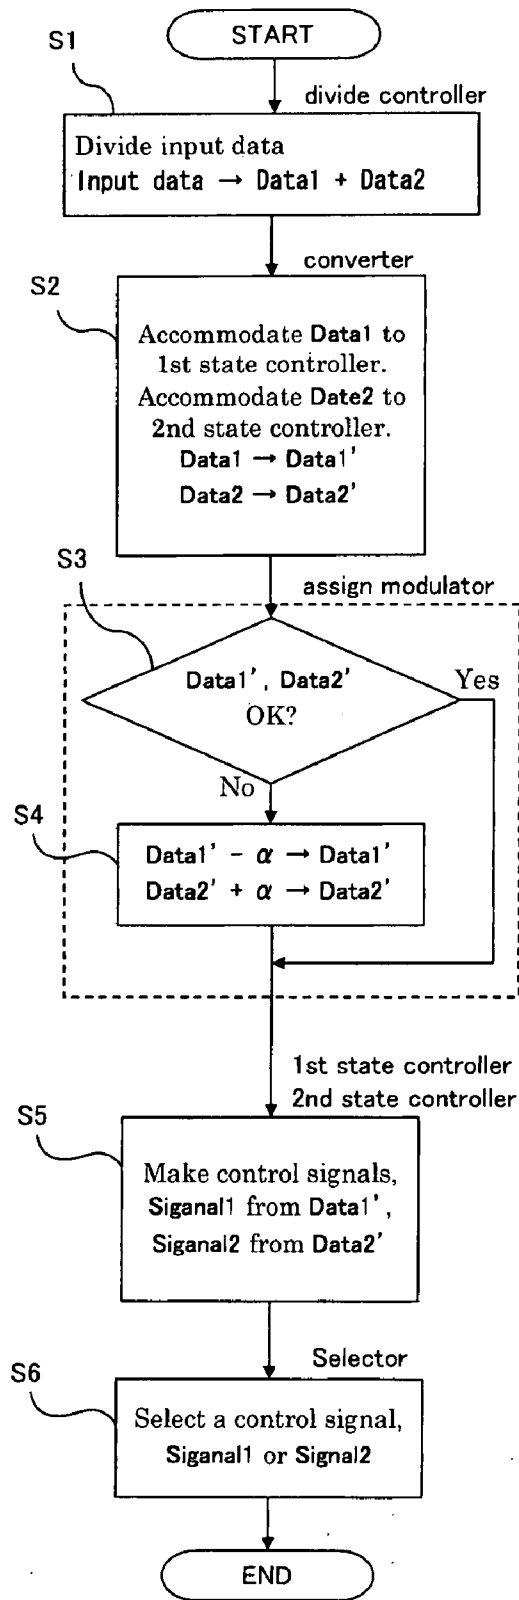 START
S1
divide controller
Divide input data
Input data → Data1 + Data2
converter
S2
Accommodate Data1 to
1st state controller.
Accommodate Date2 to
2nd state controller.
Data1 → Data1'
Data2 → Data2'
S3
assign modulator
Data1', Data2'
OK?
Yes
No
S4
Data1' - α → Data1'
Data2' + α → Data2'
1st state controller
2nd state controller
S5
Make control signals,
Siganal1 from Data1',
Siganal2 from Data2'
Selector
S6
Select a control signal,
Siganal1 or Signal2
END